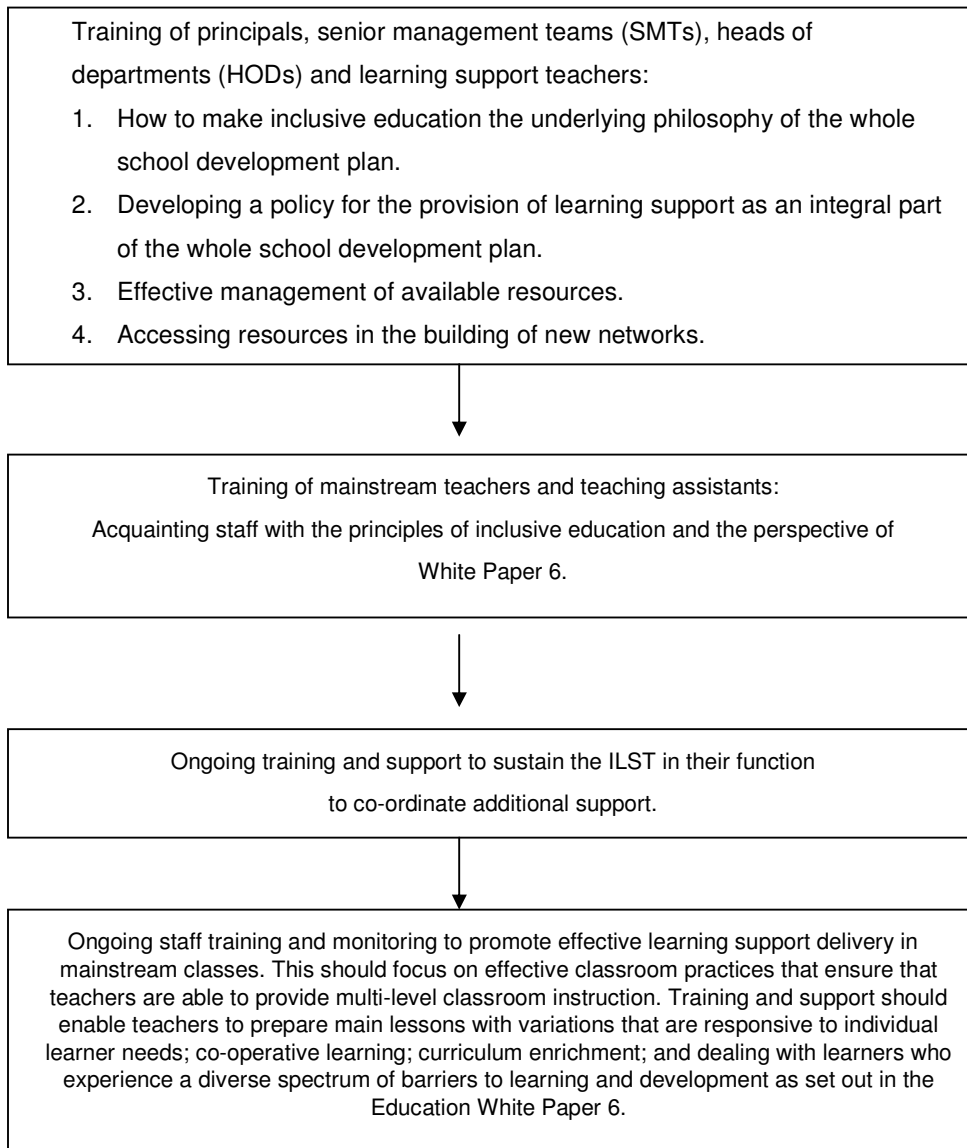 Training of principals, senior management teams (SMTs), heads of
departments (HODs) and learning support teachers:
1. How to make inclusive education the underlying philosophy of the whole
school development plan.
2. Developing a policy for the provision of learning support as an integral part
of the whole school development plan.
3. Effective management of available resources.
4. Accessing resources in the building of new networks.
Training of mainstream teachers and teaching assistants:
Acquainting staff with the principles of inclusive education and the perspective of
White Paper 6.
Ongoing training and support to sustain the ILST in their function
to co-ordinate additional support.
Ongoing staff training and monitoring to promote effective learning support delivery in
mainstream classes. This should focus on effective classroom practices that ensure that
teachers are able to provide multi-level classroom instruction. Training and support should
enable teachers to prepare main lessons with variations that are responsive to individual
learner needs; co-operative learning; curriculum enrichment; and dealing with learners who
experience a diverse spectrum of barriers to learning and development as set out in the
Education White Paper 6.